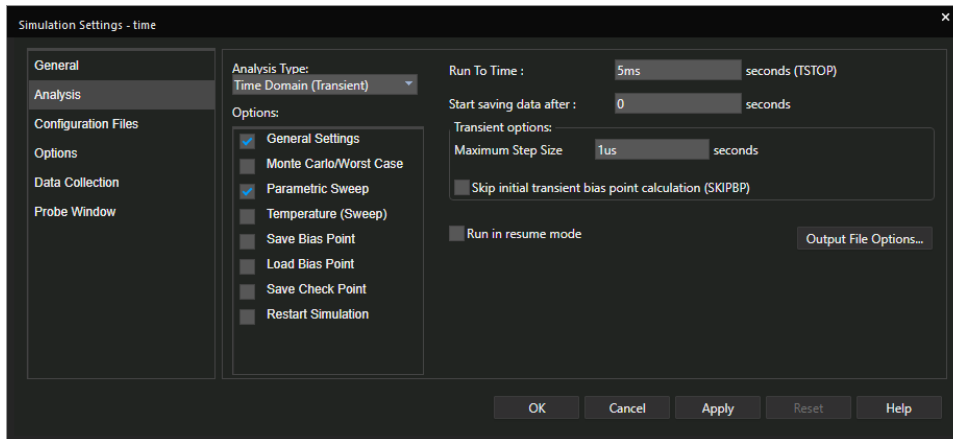 Simulation Settings - time
×
General
Analysis
Configuration Files
Options
Data Collection
Probe Window
Analysis Type:
Time Domain (Transient)
Options:
General Settings
Monte Carlo/Worst Case
Parametric Sweep
Temperature (Sweep)
Save Bias Point
Load Bias Point
Save Check Point
Restart Simulation
Run To Time : 5ms seconds (TSTOP)
Start saving data after : 0 seconds
Transient options:
Maximum Step Size 1us seconds
Skip initial transient bias point calculation (SKIPBP)
Run in resume mode Output File Options...
OK Cancel Apply Reset Help